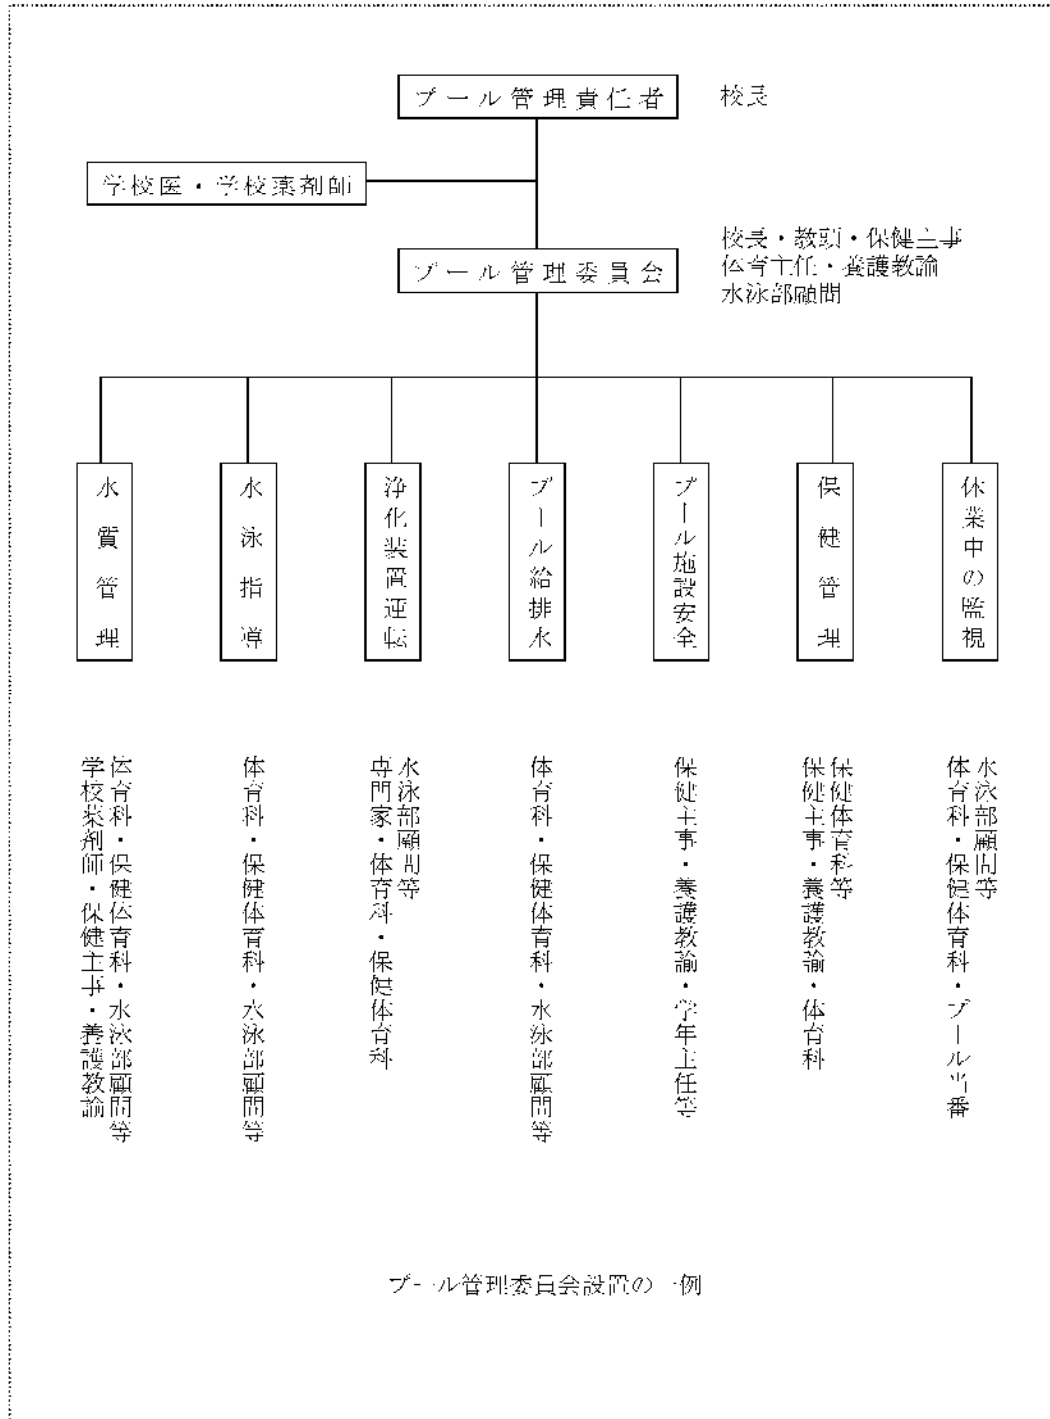 プール管理責任者
校長
学校医・学校薬剤師
プール管理委員会
校長・教頭・保健主事
体育主任・養護教諭
水泳部顧問
水質管理
水泳指導
浄化装置運転
プール給排水
プール施設安全
保健管理
休業中の監視
学校薬剤師・保健主事・養護教諭
体育科・保健体育科・水泳部顧問等
体育科・保健体育科・水泳部顧問等
専門家・体育科・保健体育科
水泳部顧問等
体育科・保健体育科・水泳部顧問等
保健主事・養護教諭・学年主任等
保健主事・養護教諭・体育科
保健体育科等
体育科・保健体育科・プール当番
水泳部顧問等
プール管理委員会設置の一例